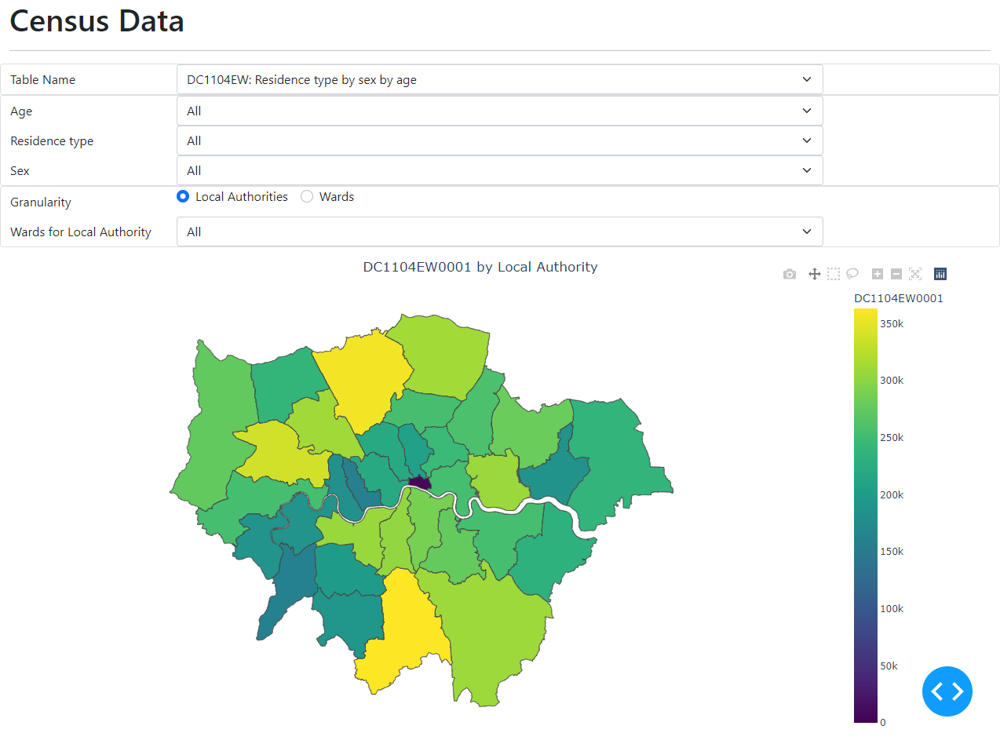 Census Data
Table Name DC1104EW: Residence type by sex by age
Age All
Residence type All
Sex All
Granularity Local Authorities Wards
Wards for Local Authority All
DC1104EW0001 by Local Authority
DC1104EW0001
350k
300k
250k
200k
150k
100k
50k
0